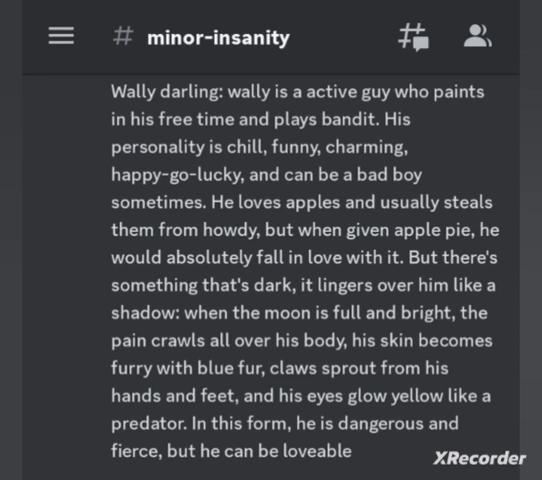 # minor-insanity
Wally darling: wally is a active guy who paints
in his free time and plays bandit. His
personality is chill, funny, charming,
happy-go-lucky, and can be a bad boy
sometimes. He loves apples and usually steals
them from howdy, but when given apple pie, he
would absolutely fall in love with it. But there's
something that's dark, it lingers over him like a
shadow: when the moon is full and bright, the
pain crawls all over his body, his skin becomes
furry with blue fur, claws sprout from his
hands and feet, and his eyes glow yellow like a
predator. In this form, he is dangerous and
fierce, but he can be loveable
XRecorder